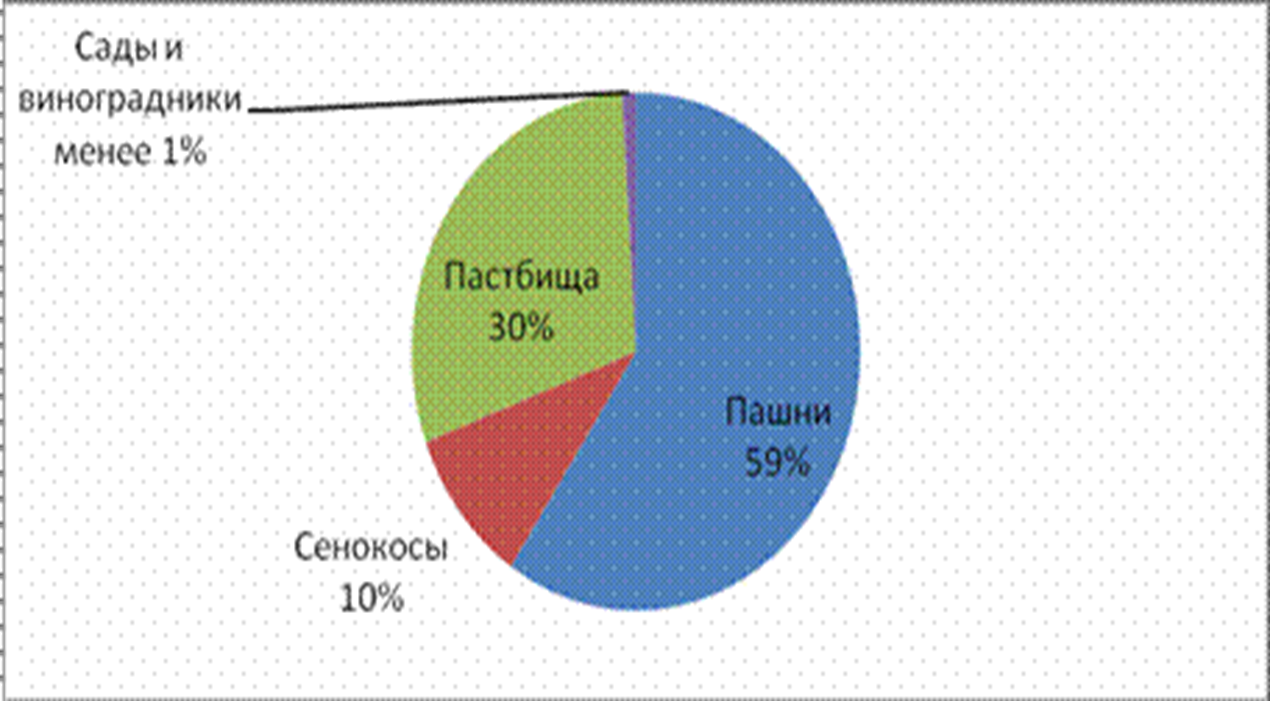 Сады и
виноградники
менее 1%
Пастбища
30%
Пашни
59%
Сенокосы
10%